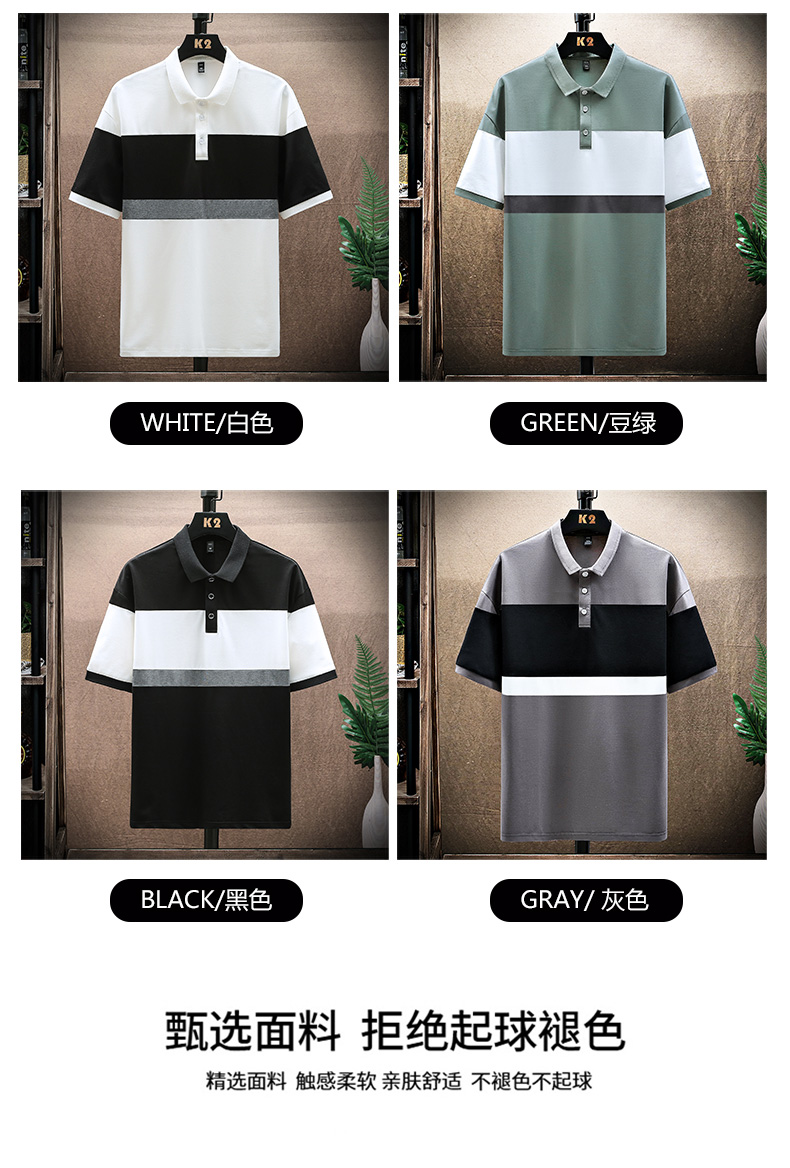 K2
K2
WHITE/白色
GREEN/豆绿
K2
K2
BLACK/黑色
GRAY/ 灰色
甄选面料 拒绝起球褪色
精选面料 触感柔软 亲肤舒适 不褪色不起球